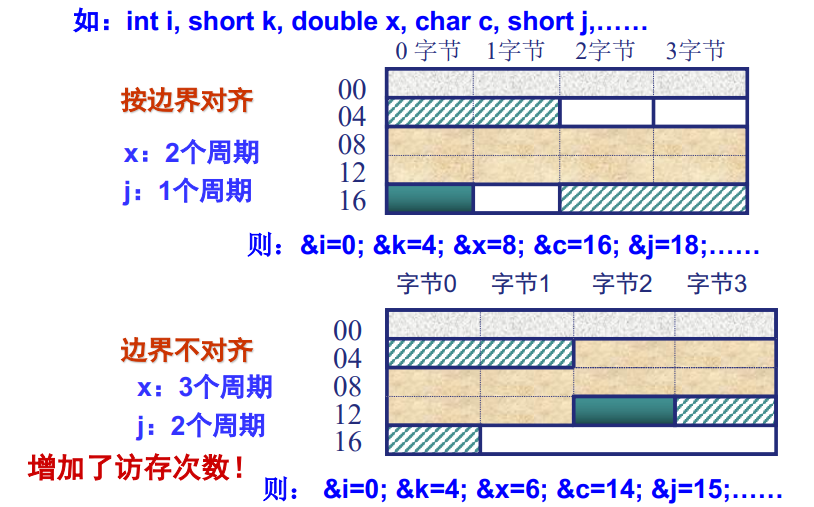 如：int i, short k, double x, char c, short j,……
0 字节 1字节 2字节 3字节
按边界对齐
00
04
x：2个周期
08
12
j：1个周期
16
则：&i=0; &k=4; &x=8; &c=16; &j=18;……
字节0 字节1 字节2 字节3
00
边界不对齐
04
x：3个周期
08
12
j：2个周期
16
增加了访存次数！
则： &i=0; &k=4; &x=6; &c=14; &j=15;……